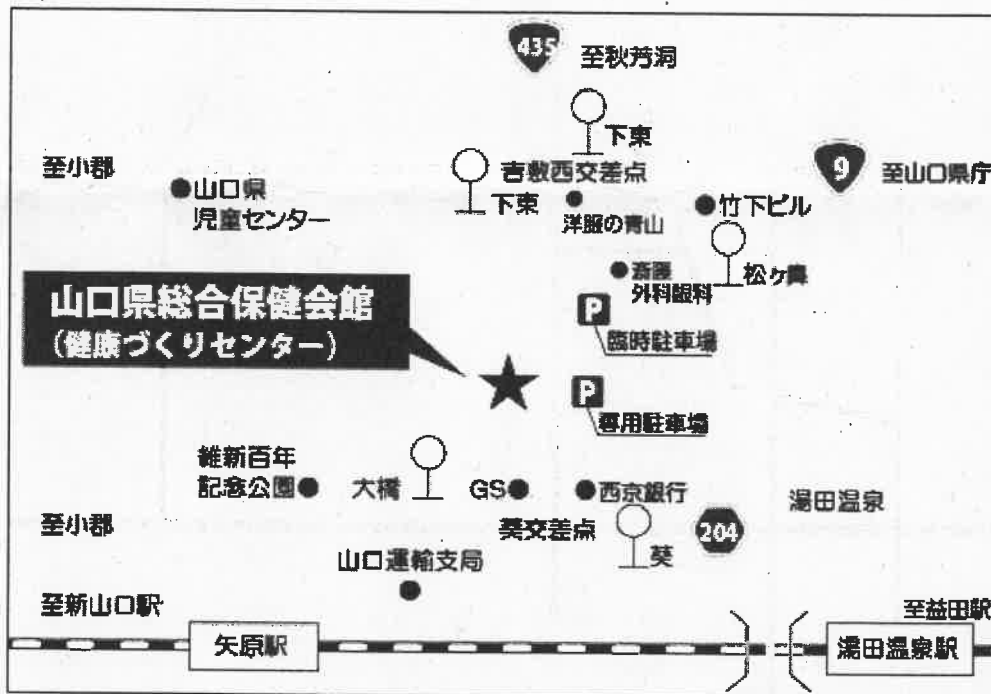 435
至秋芳洞
下東
至小郡
吉敷西交差点
9
至山口県庁
山口県
児童センター
下東
洋服の青山
竹下ビル
松ヶ鼻
斎藤
外科眼科
山口県総合保健会館
(健康づくりセンター)
P
臨時駐車場
P
専用駐車場
維新百年
記念公園
大橋
GS
西京銀行
湯田温泉
至小郡
葵交差点
葵
204
山口運輸支局
至新山口駅
至益田駅
矢原駅
湯田温泉駅